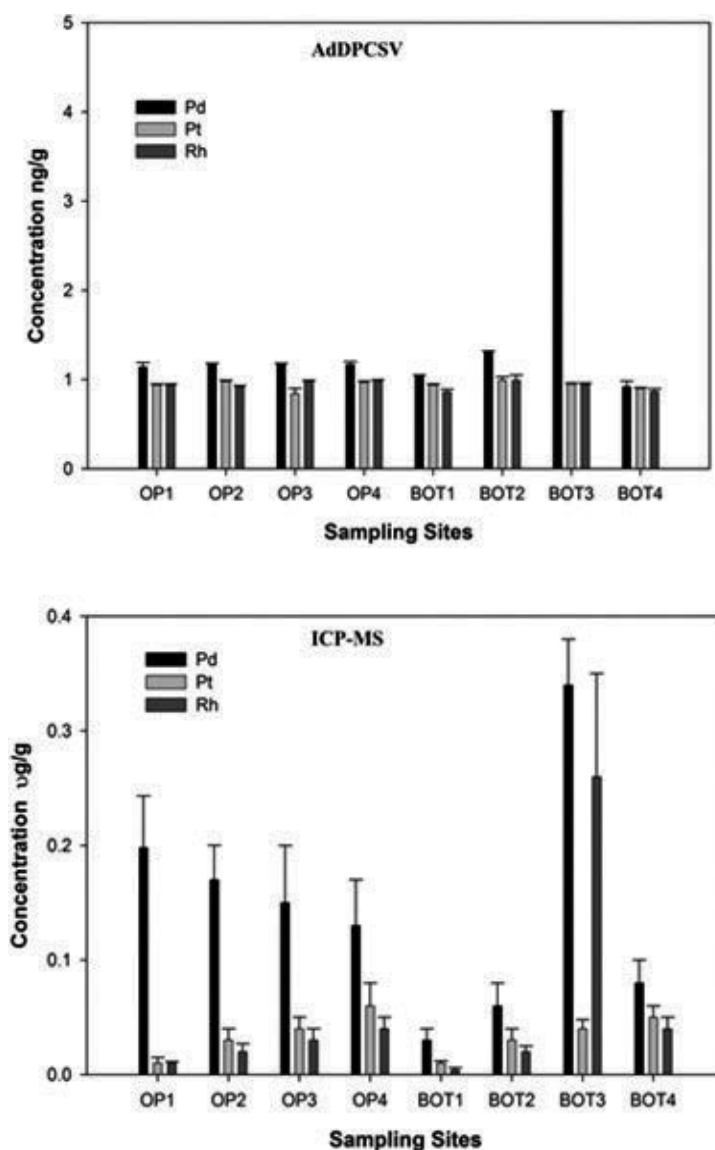 AdDPCSV
Pd
Pt
Rh
Concentration ng/g
5
4
3
2
1
0
OP1 OP2 OP3 OP4 BOT1 BOT2 BOT3 BOT4
Sampling Sites
ICP-MS
Pd
Pt
Rh
Concentration υg/g
0.4
0.3
0.2
0.1
0.0
OP1 OP2 OP3 OP4 BOT1 BOT2 BOT3 BOT4
Sampling Sites